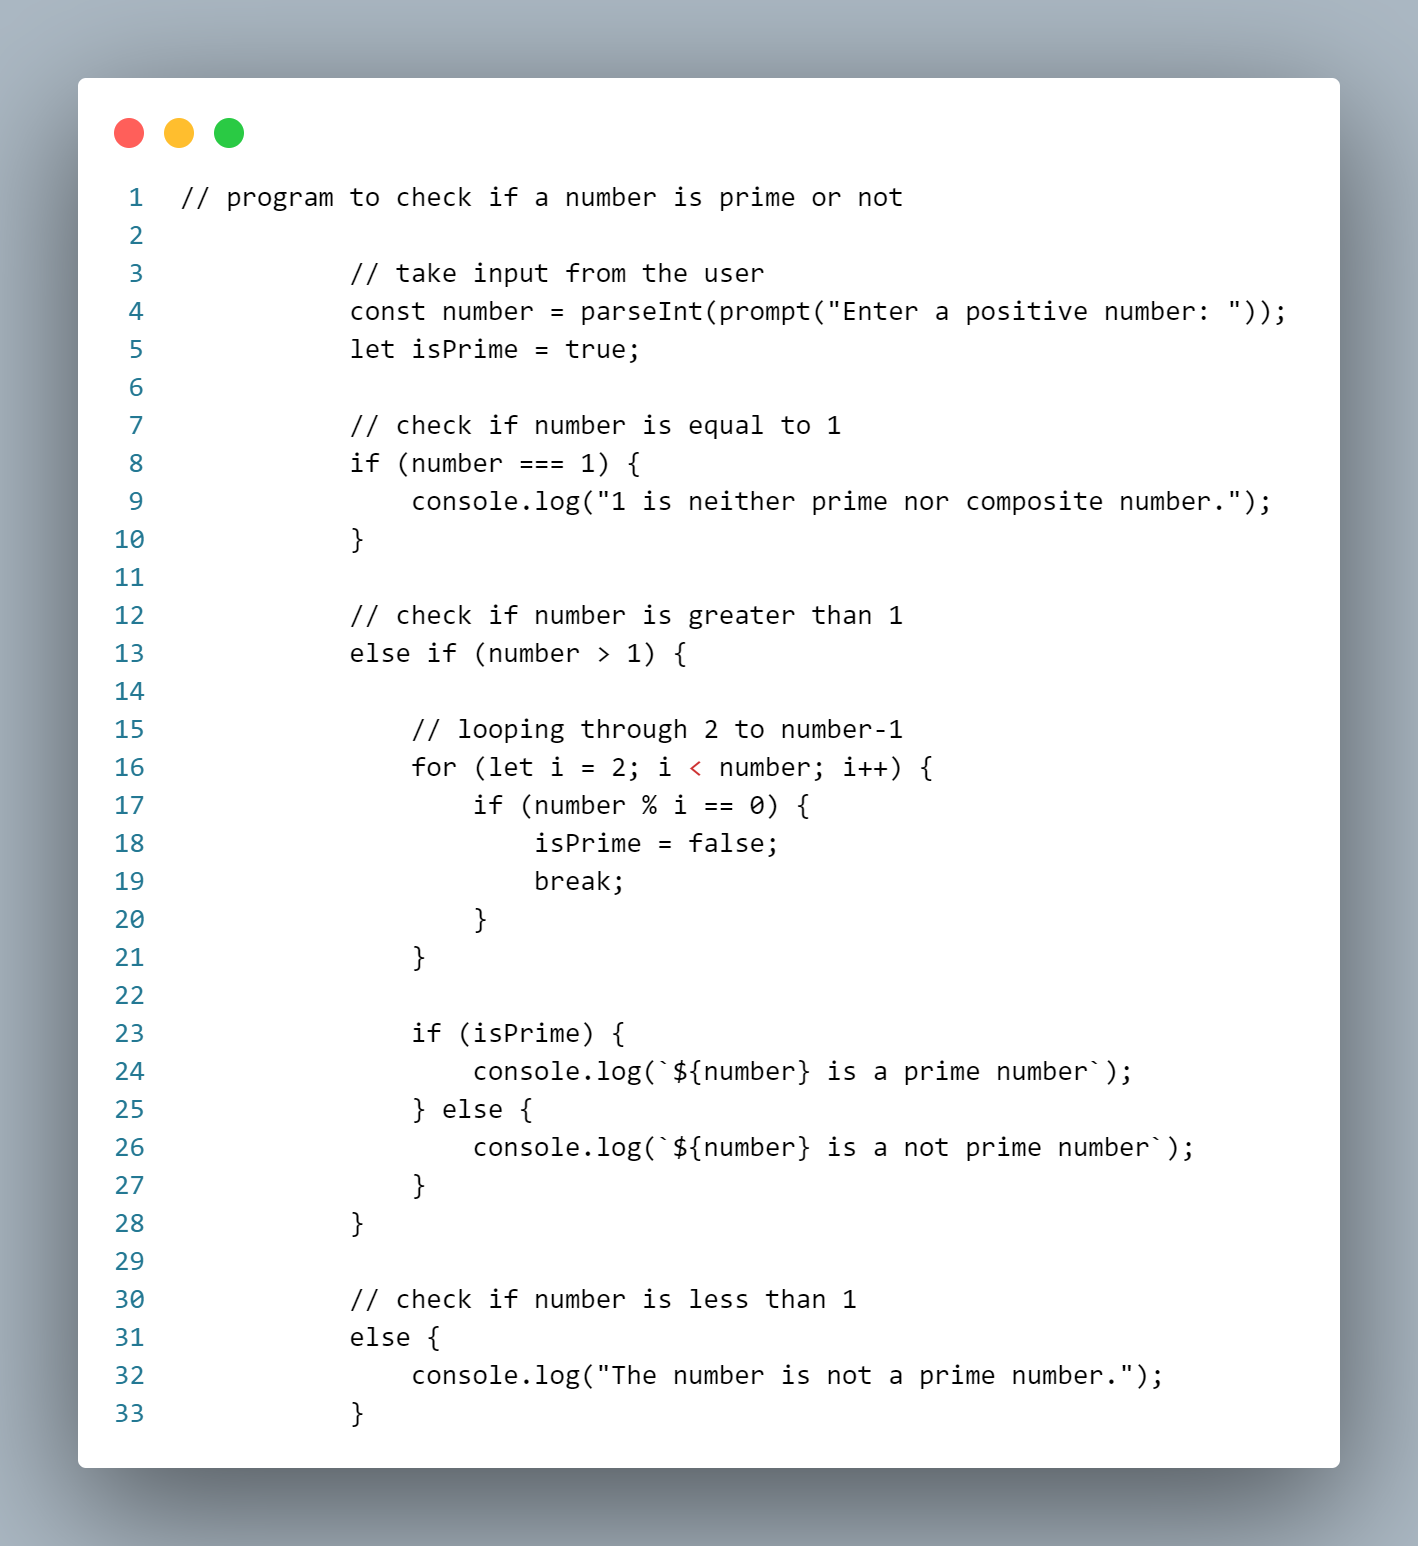 1 // program to check if a number is prime or not
2
3 // take input from the user
4 const number = parseInt(prompt("Enter a positive number: "));
5 let isPrime = true;
6
7 // check if number is equal to 1
8 if (number === 1) {
9 console.log("1 is neither prime nor composite number.");
10 }
11
12 // check if number is greater than 1
13 else if (number > 1) {
14
15 // looping through 2 to number-1
16 for (let i = 2; i < number; i++) {
17 if (number % i == 0) {
18 isPrime = false;
19 break;
20 }
21 }
22
23 if (isPrime) {
24 console.log(`${number} is a prime number`);
25 } else {
26 console.log(`${number} is a not prime number`);
27 }
28 }
29
30 // check if number is less than 1
31 else {
32 console.log("The number is not a prime number.");
33 }